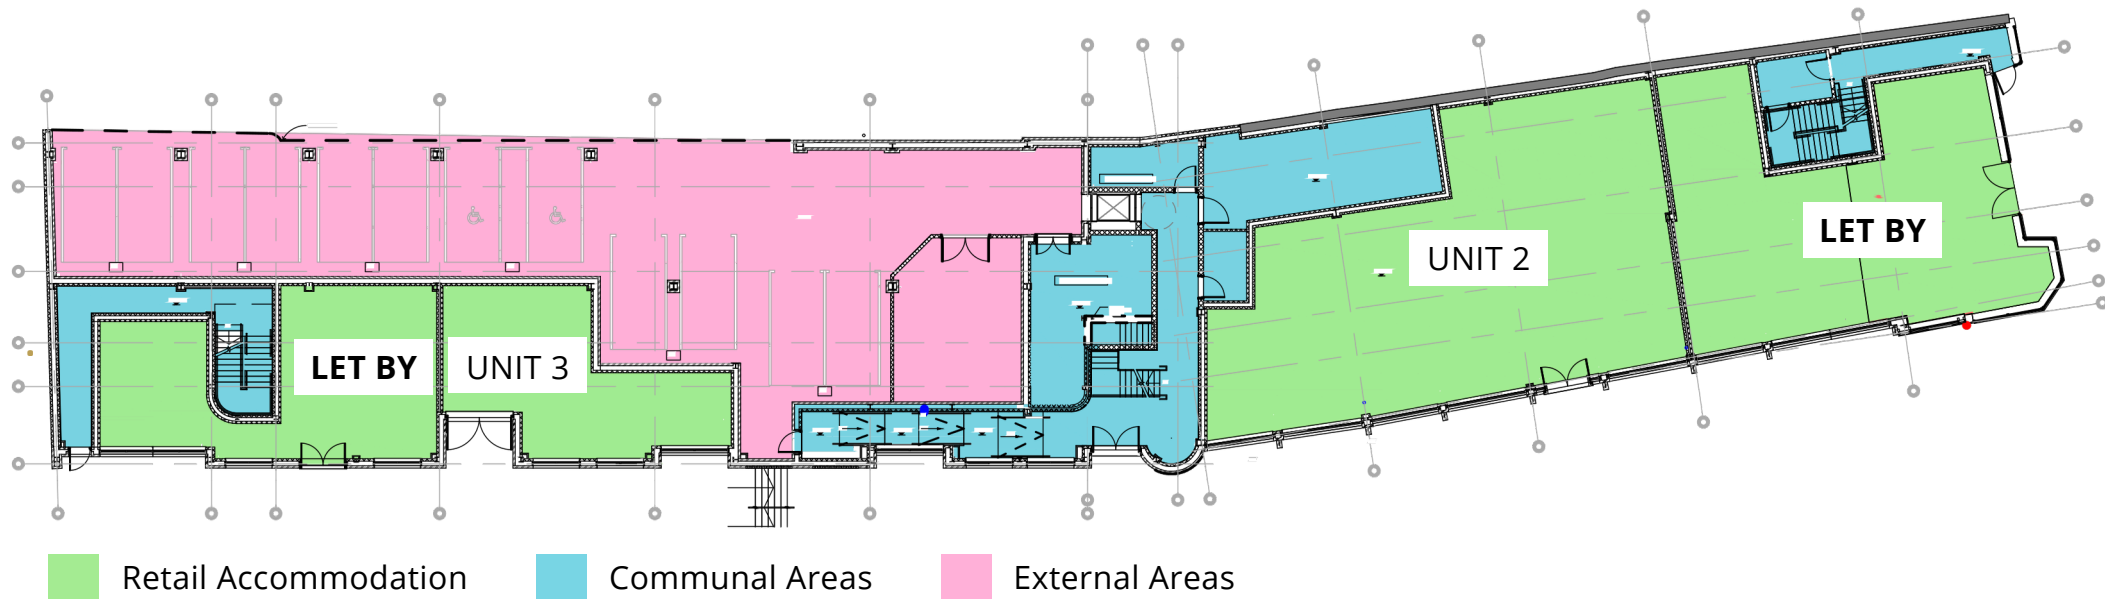 LET BY
UNIT 2
LET BY
UNIT 3
Retail Accommodation
Communal Areas
External Areas